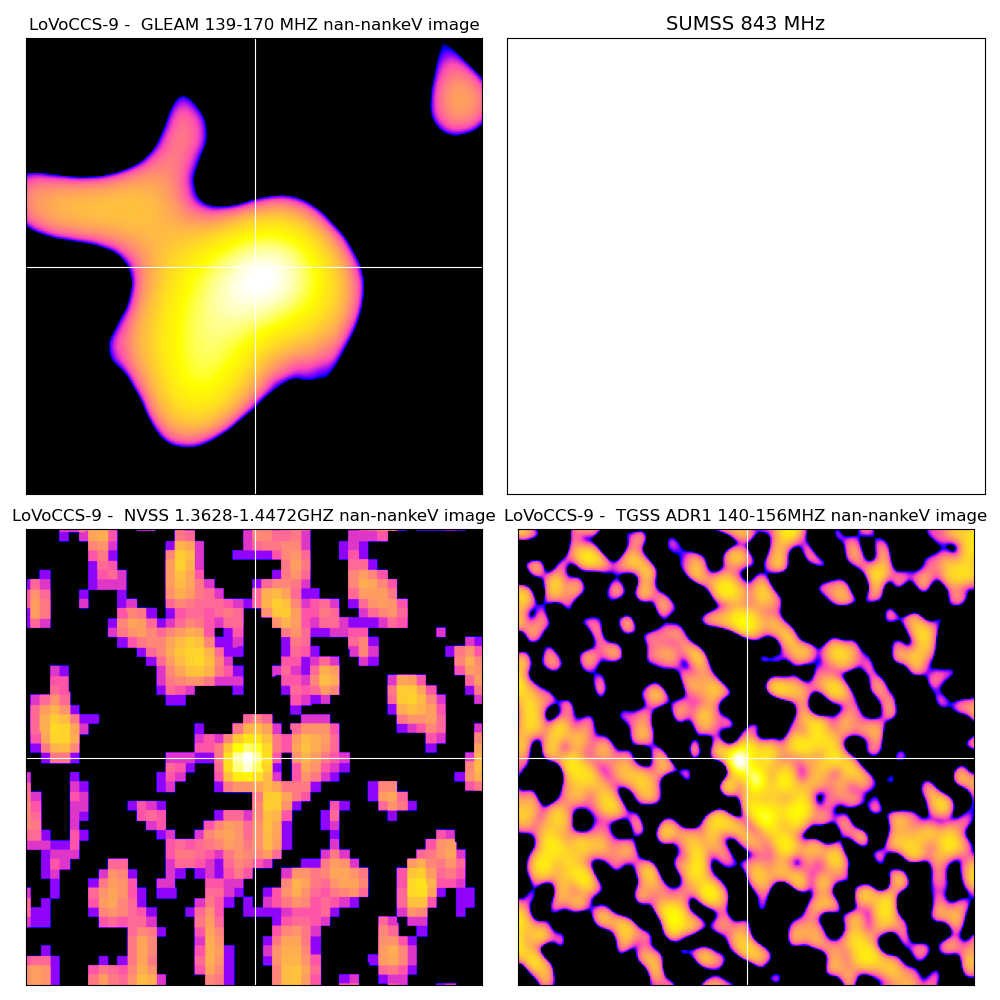 LoVoCCS-9 -  GLEAM 139-170 MHZ nan-nankeV image
SUMSS 843 MHz
LoVoCCS-9 -  NVSS 1.3628-1.4472GHZ nan-nankeV image
LoVoCCS-9 -  TGSS ADR1 140-156MHZ nan-nankeV image